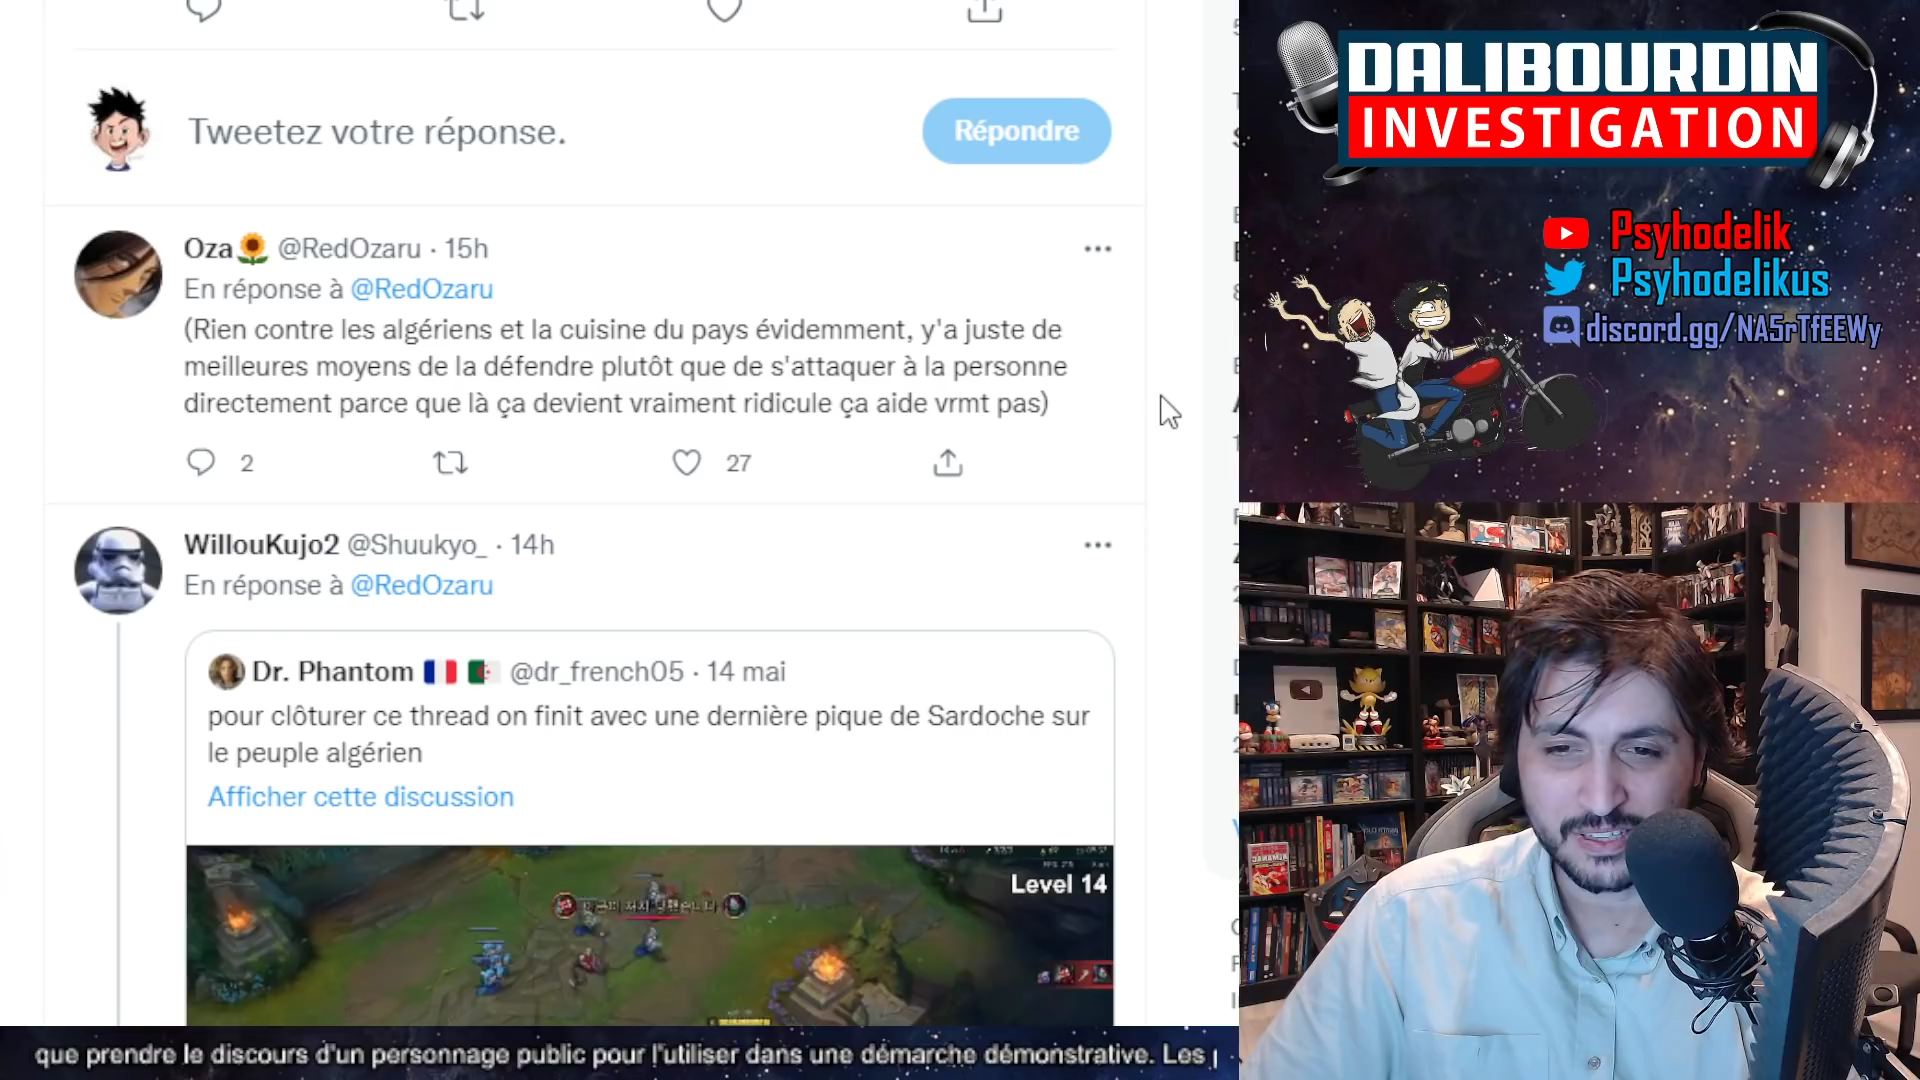 Tweetez votre réponse.
Répondre
Oza @RedOzaru · 15h
En réponse à @RedOzaru
(Rien contre les algériens et la cuisine du pays évidemment, y'a juste de
meilleures moyens de la défendre plutôt que de s'attaquer à la personne
directement parce que là ça devient vraiment ridicule ça aide vrmt pas)
2
27
WillouKujo2 @Shuukyo_ · 14h
En réponse à @RedOzaru
Dr. Phantom @dr_french05 · 14 mai
pour clôturer ce thread on finit avec une dernière pique de Sardoche sur
le peuple algérien
Afficher cette discussion
Level 14
que prendre le discours d'un personnage public pour l'utiliser dans une démarche démonstrative. Les
DALIBOURDIN
INVESTIGATION
Psyhodelik
Psyhodelikus
discord.gg/NA5rTfEEWy